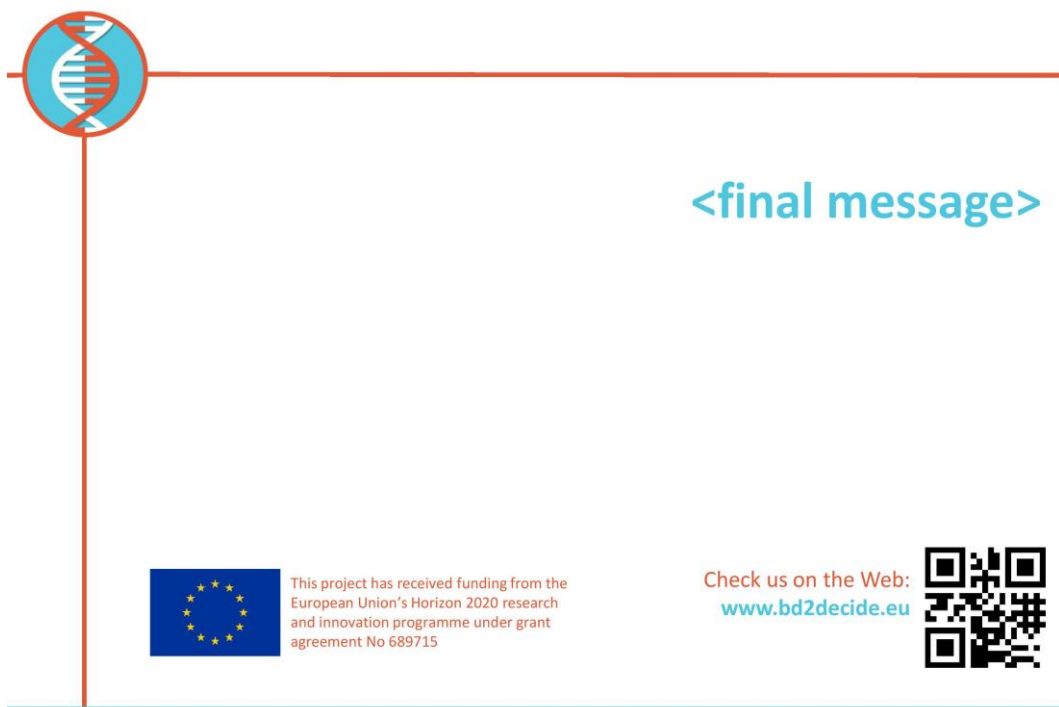 <final message>
This project has received funding from the
European Union’s Horizon 2020 research
and innovation programme under grant
agreement No 689715
Check us on the Web:
www.bd2decide.eu